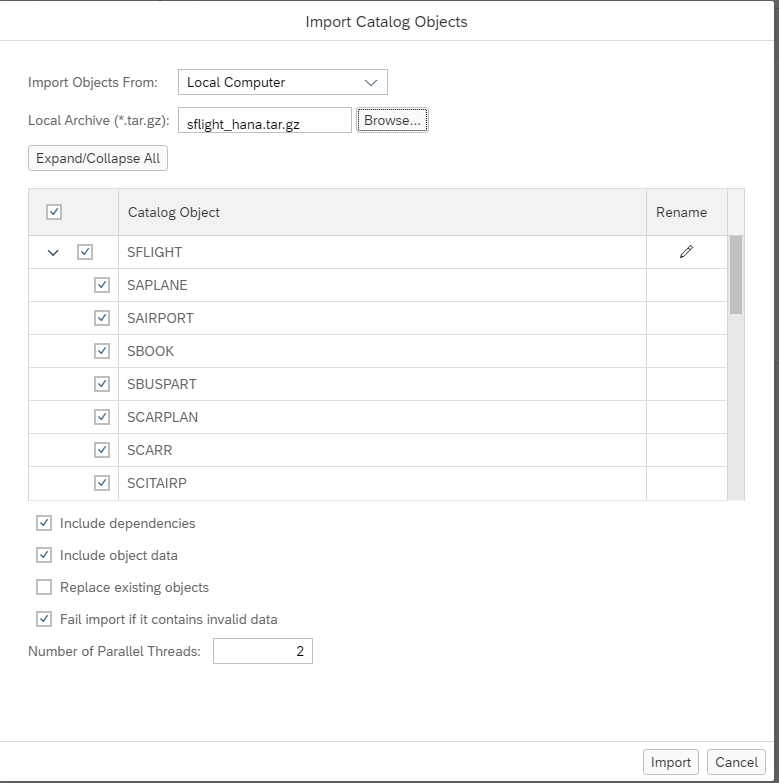 Import Catalog Objects
Import Objects From: Local Computer
Local Archive (*.tar.gz): sflight_hana.tar.gz Browse...
Expand/Collapse All
Catalog Object Rename
SFLIGHT
SAPLANE
SAIRPORT
SBOOK
SBUSPART
SCARPLAN
SCARR
SCITAIRP
Include dependencies
Include object data
Replace existing objects
Fail import if it contains invalid data
Number of Parallel Threads: 2
Import Cancel